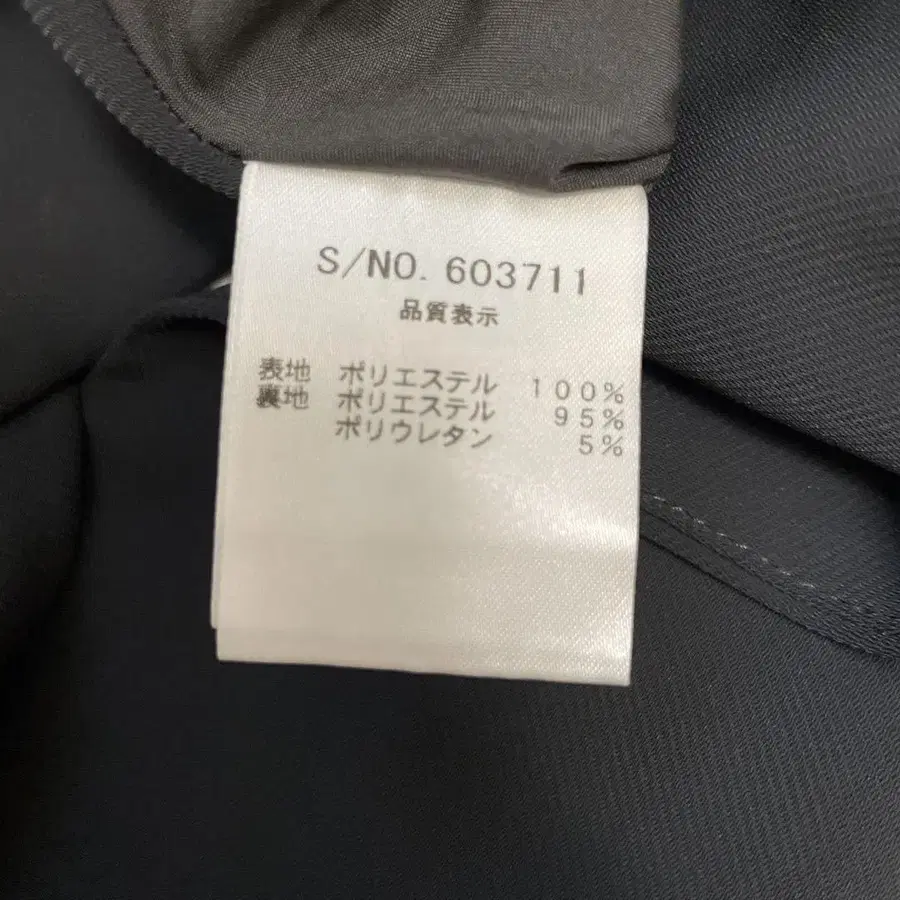 S/NO. 603711
品質表示
表地 ポリエステル 100%
裏地 ポリエステル 95%
ポリウレタン 5%